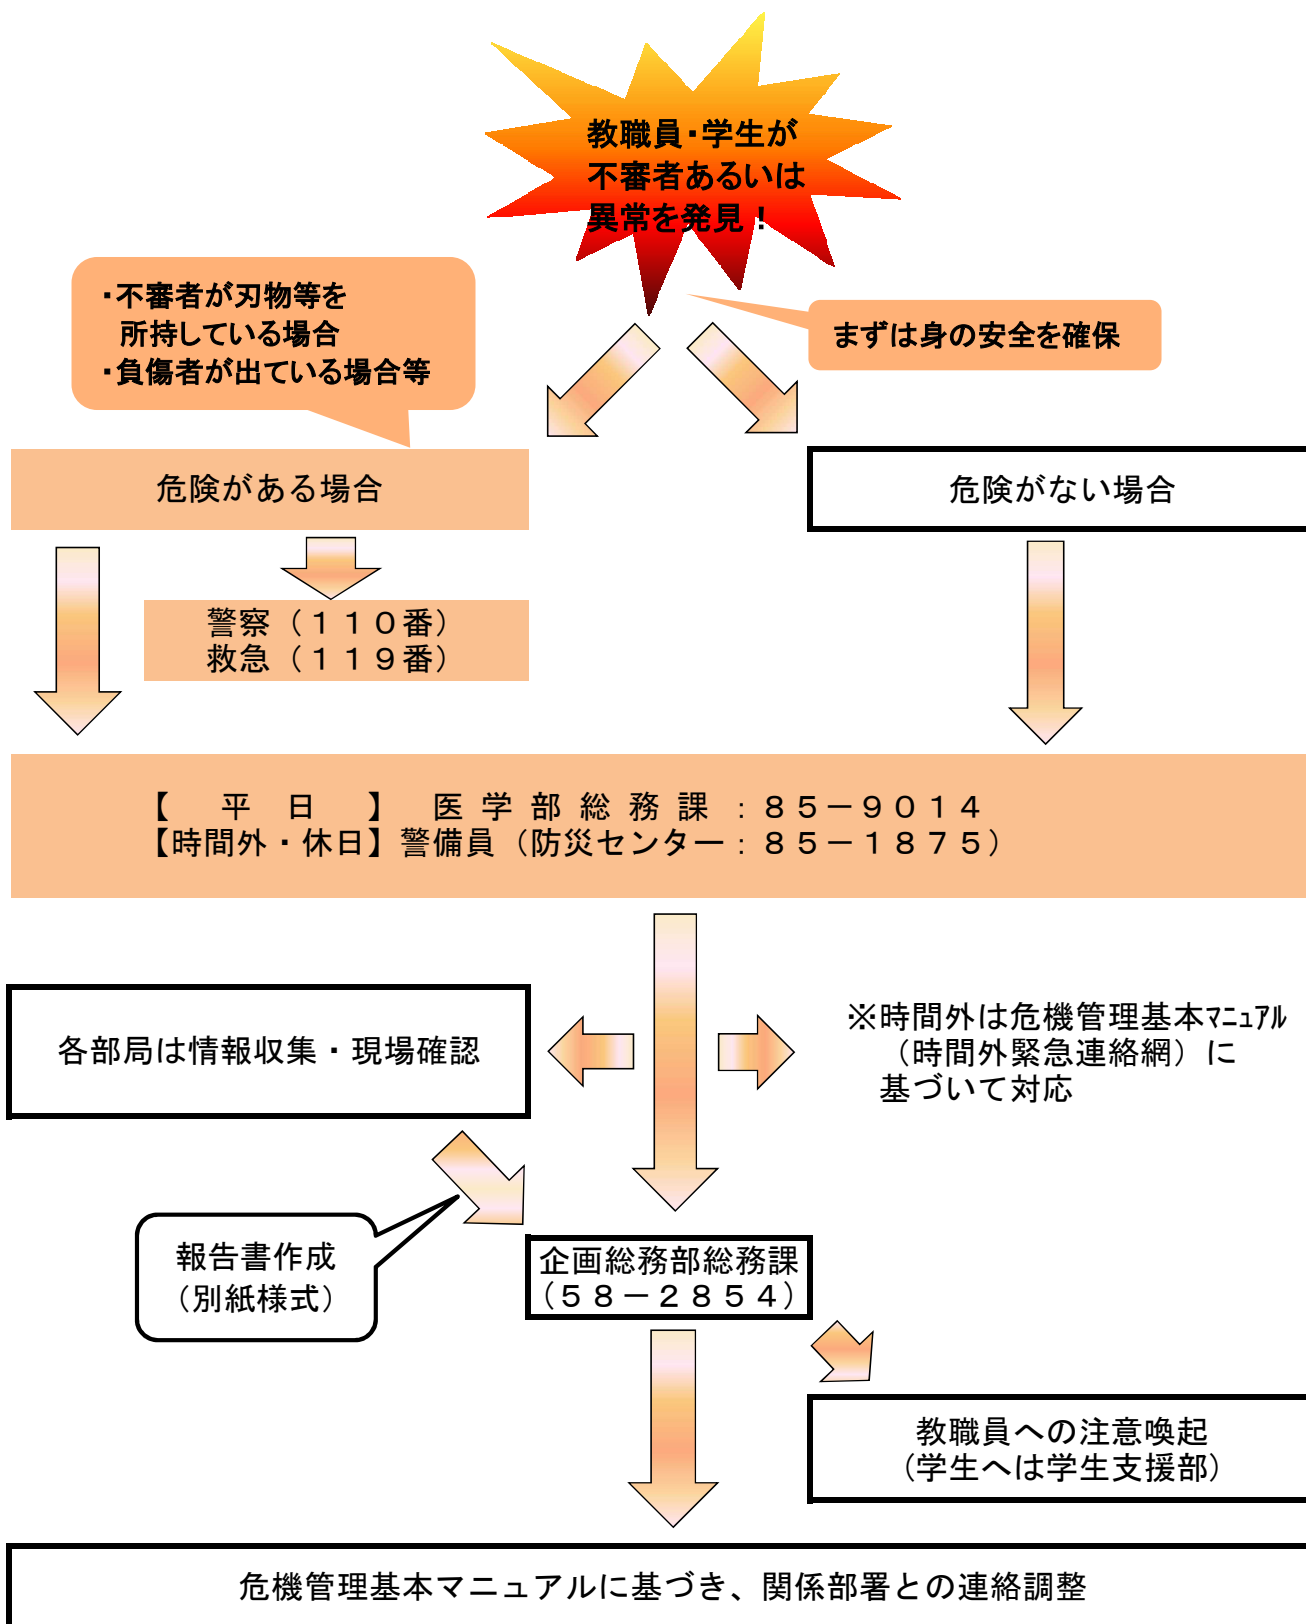 教職員・学生が
不審者あるいは
異常を発見！
・不審者が刃物等を
所持している場合
・負傷者が出ている場合等
まずは身の安全を確保
危険がある場合
危険がない場合
警察（１１０番）
救急（１１９番）
【　平　日　】　医 学 部 総 務 課 ：８５－９０１４
【時間外・休日】警備員（防災センター：８５－１８７５）
各部局は情報収集・現場確認
※時間外は危機管理基本ﾏﾆｭｱﾙ
（時間外緊急連絡網）に
基づいて対応
報告書作成
（別紙様式）
企画総務部総務課
（５８－２８５４）
教職員への注意喚起
（学生へは学生支援部）
危機管理基本マニュアルに基づき、関係部署との連絡調整